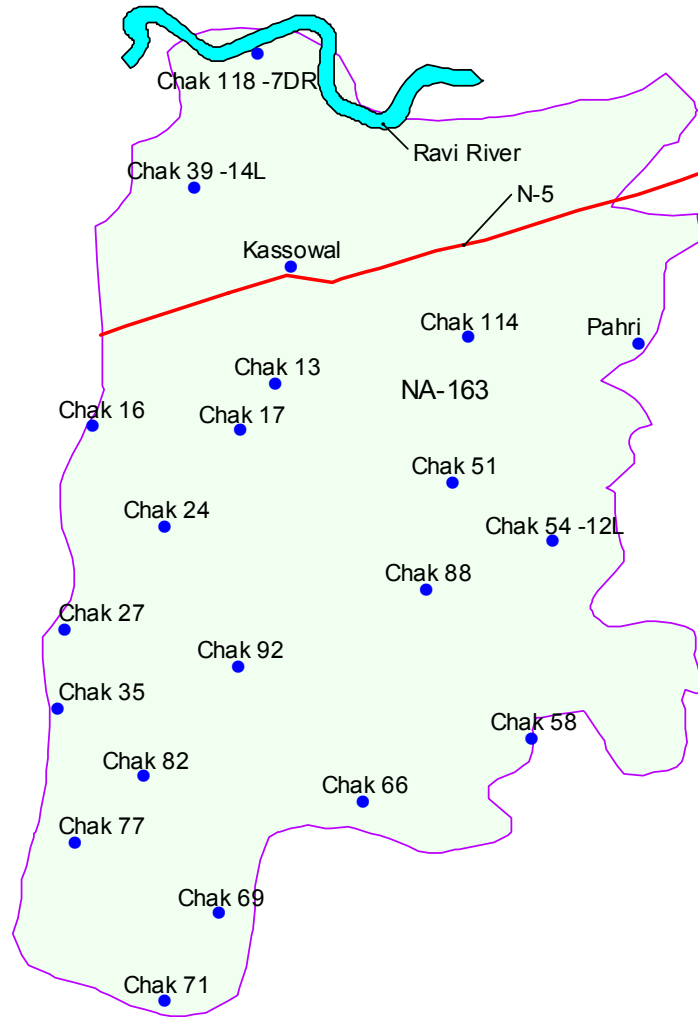 Chak 118 -7DR
Ravi River
Chak 39 -14L
N-5
Kassowal
Chak 114
Pahri
Chak 13
NA-163
Chak 16
Chak 17
Chak 51
Chak 24
Chak 54 -12L
Chak 88
Chak 27
Chak 92
Chak 35
Chak 58
Chak 82
Chak 66
Chak 77
Chak 69
Chak 71